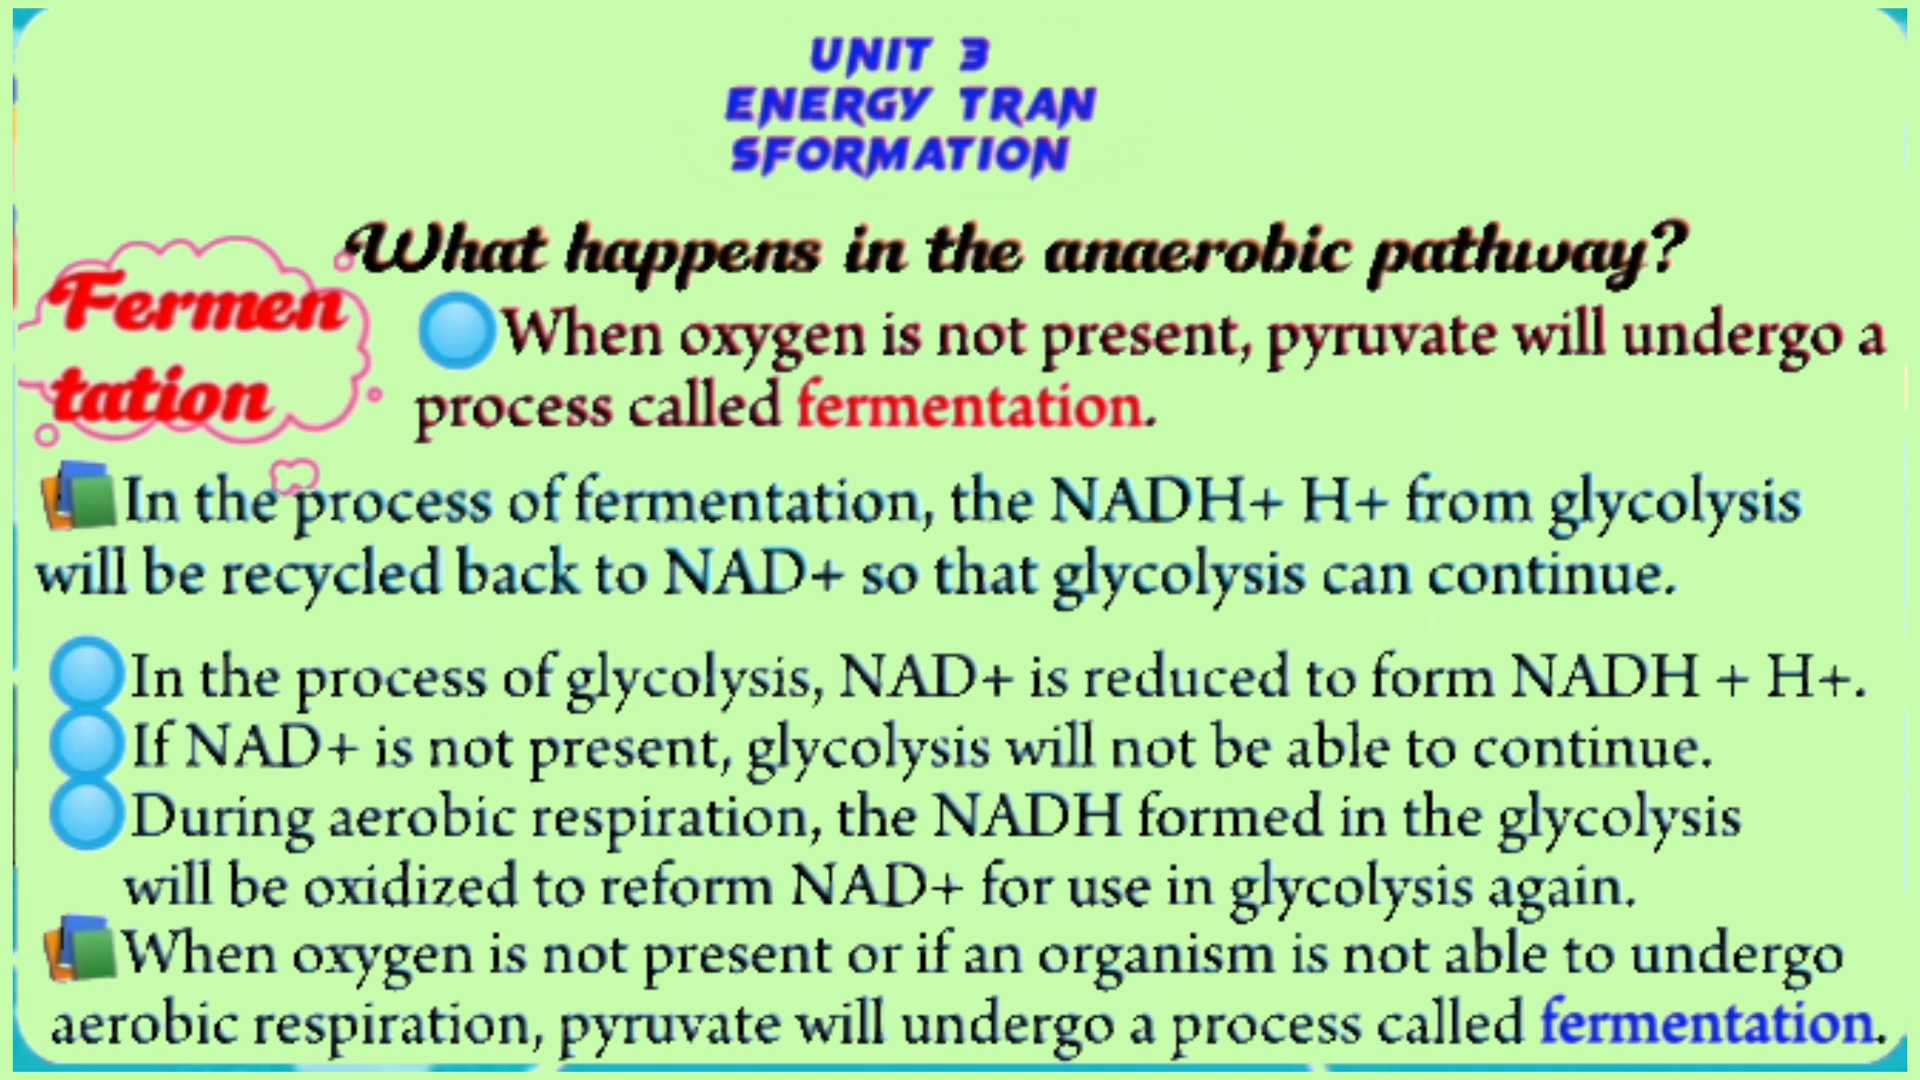 UNIT 3
ENERGY TRAN
SFORMATION
What happens in the anaerobic pathway?
Fermen
tation
When oxygen is not present, pyruvate will undergo a
process called fermentation.
In the process of fermentation, the NADH+ H+ from glycolysis
will be recycled back to NAD+ so that glycolysis can continue.
In the process of glycolysis, NAD+ is reduced to form NADH + H+.
If NAD+ is not present, glycolysis will not be able to continue.
During aerobic respiration, the NADH formed in the glycolysis
will be oxidized to reform NAD+ for use in glycolysis again.
When oxygen is not present or if an organism is not able to undergo
aerobic respiration, pyruvate will undergo a process called fermentation.